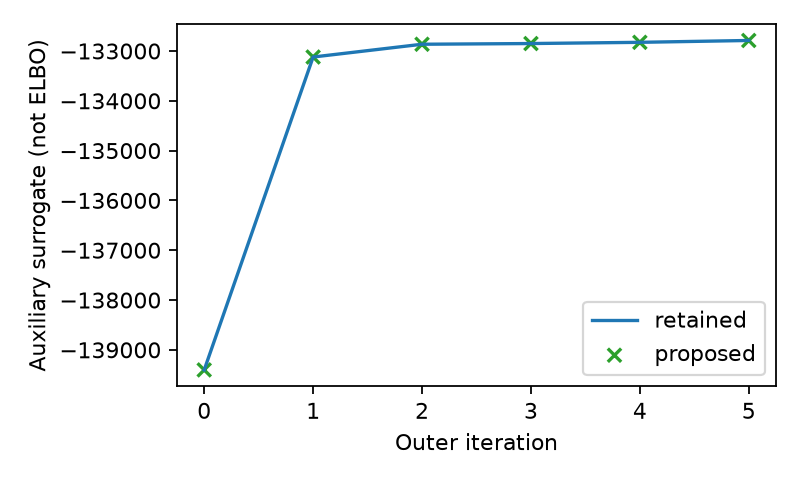 Auxiliary surrogate (not ELBO)
−133000
−134000
−135000
−136000
−137000
−138000
−139000
retained
proposed
0 1 2 3 4 5
Outer iteration